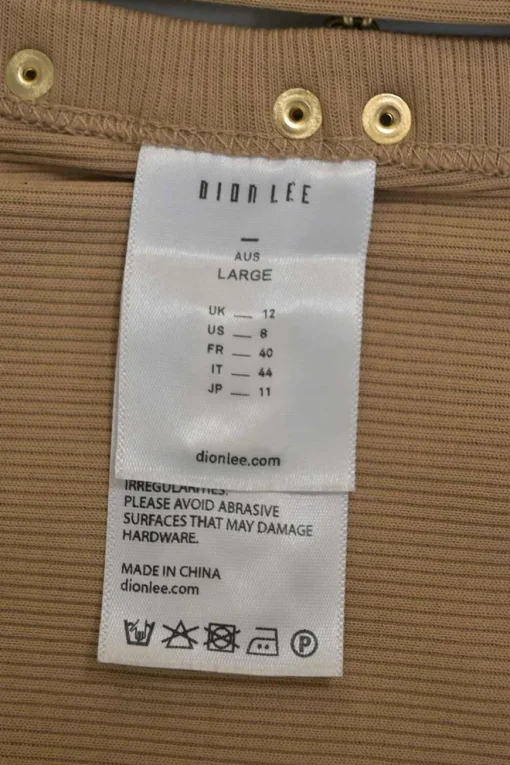 DION LEE
AUS
LARGE
UK — 12
US — 8
FR — 40
IT — 44
JP — 11
dionlee.com
IRREGULARITIES.
PLEASE AVOID ABRASIVE
SURFACES THAT MAY DAMAGE
HARDWARE.
MADE IN CHINA
dionlee.com
P